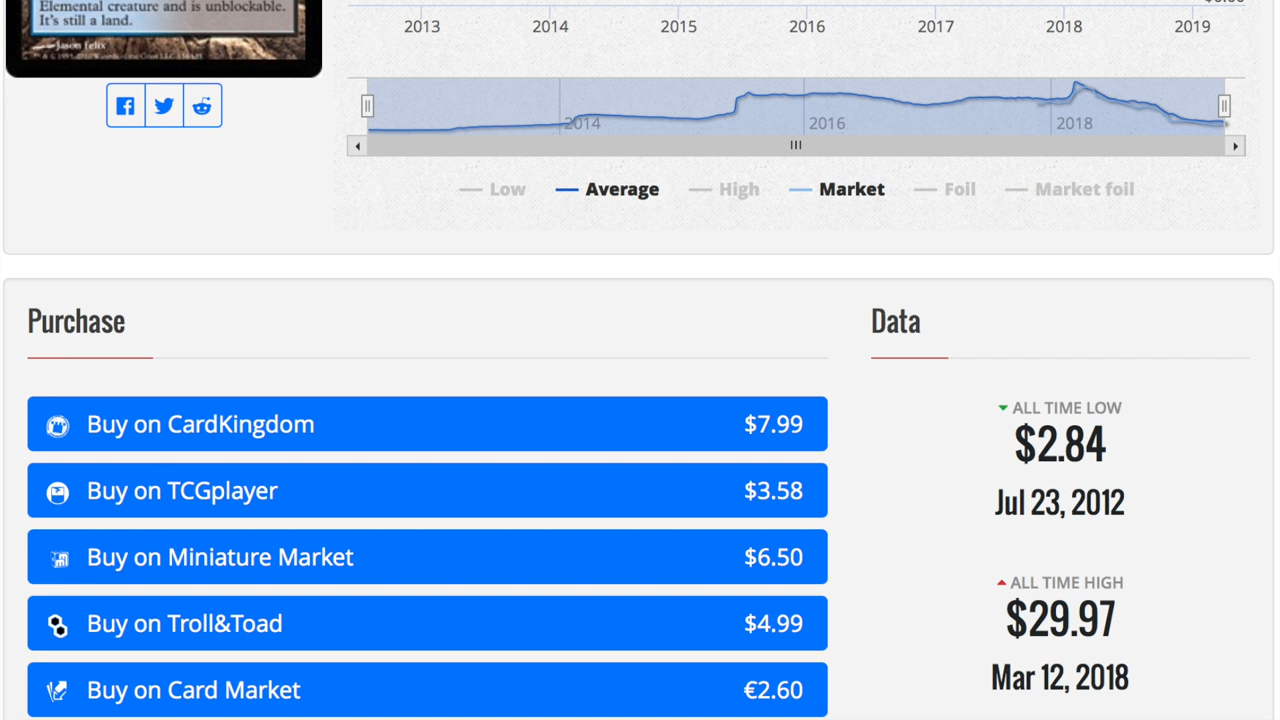 Elemental creature and is unblockable.
It's still a land.
Jason Felix
2013 2014 2015 2016 2017 2018 2019
2014 2016 2018
Low Average High Market Foil Market foil
Purchase
Buy on CardKingdom $7.99
Buy on TCGplayer $3.58
Buy on Miniature Market $6.50
Buy on Troll&Toad $4.99
Buy on Card Market €2.60
Data
ALL TIME LOW
$2.84
Jul 23, 2012
ALL TIME HIGH
$29.97
Mar 12, 2018